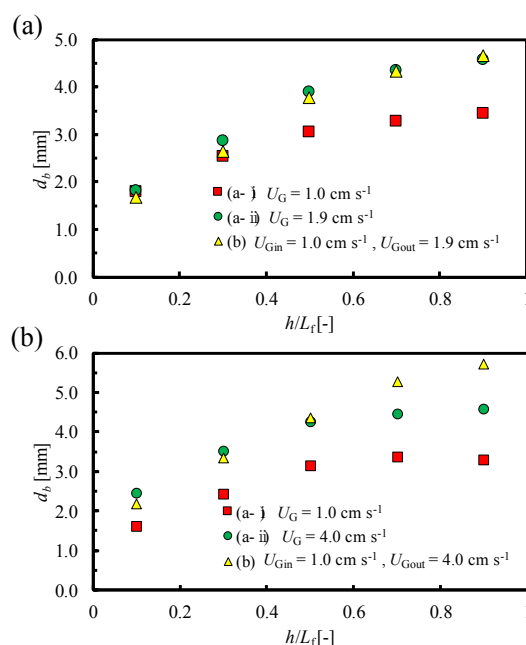 (a)
5.0
4.0
3.0
2.0
1.0
0.0
d_b [mm]
(a- i) U_G = 1.0 cm s⁻¹
(a- ii) U_G = 1.9 cm s⁻¹
(b) U_Gin = 1.0 cm s⁻¹ , U_Gout = 1.9 cm s⁻¹
0 0.2 0.4 0.6 0.8 1
h/L_f[-]
(b)
6.0
5.0
4.0
3.0
2.0
1.0
0.0
d_b [mm]
(a- i) U_G = 1.0 cm s⁻¹
(a- ii) U_G = 4.0 cm s⁻¹
(b) U_Gin = 1.0 cm s⁻¹ , U_Gout = 4.0 cm s⁻¹
0 0.2 0.4 0.6 0.8 1
h/L_f[-]